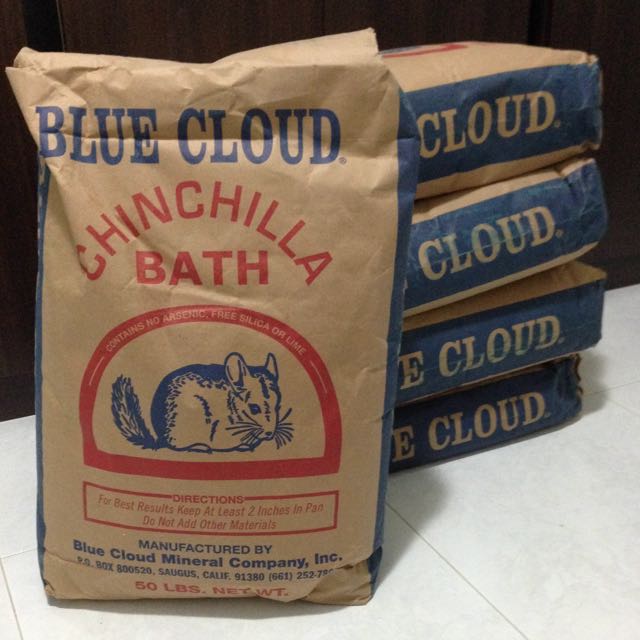 BLUE CLOUD®
CHINCHILLA
BATH
CONTAINS NO ARSENIC, FREE SILICA OR LIME
DIRECTIONS
For Best Results Keep At Least 2 Inches In Pan
Do Not Add Other Materials
MANUFACTURED BY
Blue Cloud Mineral Company, Inc.
P.O. BOX 800520, SAUGUS, CALIF. 91380 (661)
50 LBS. NET WT.
CLOUD®
CLOUD®
E CLOUD®
E CLOUD®